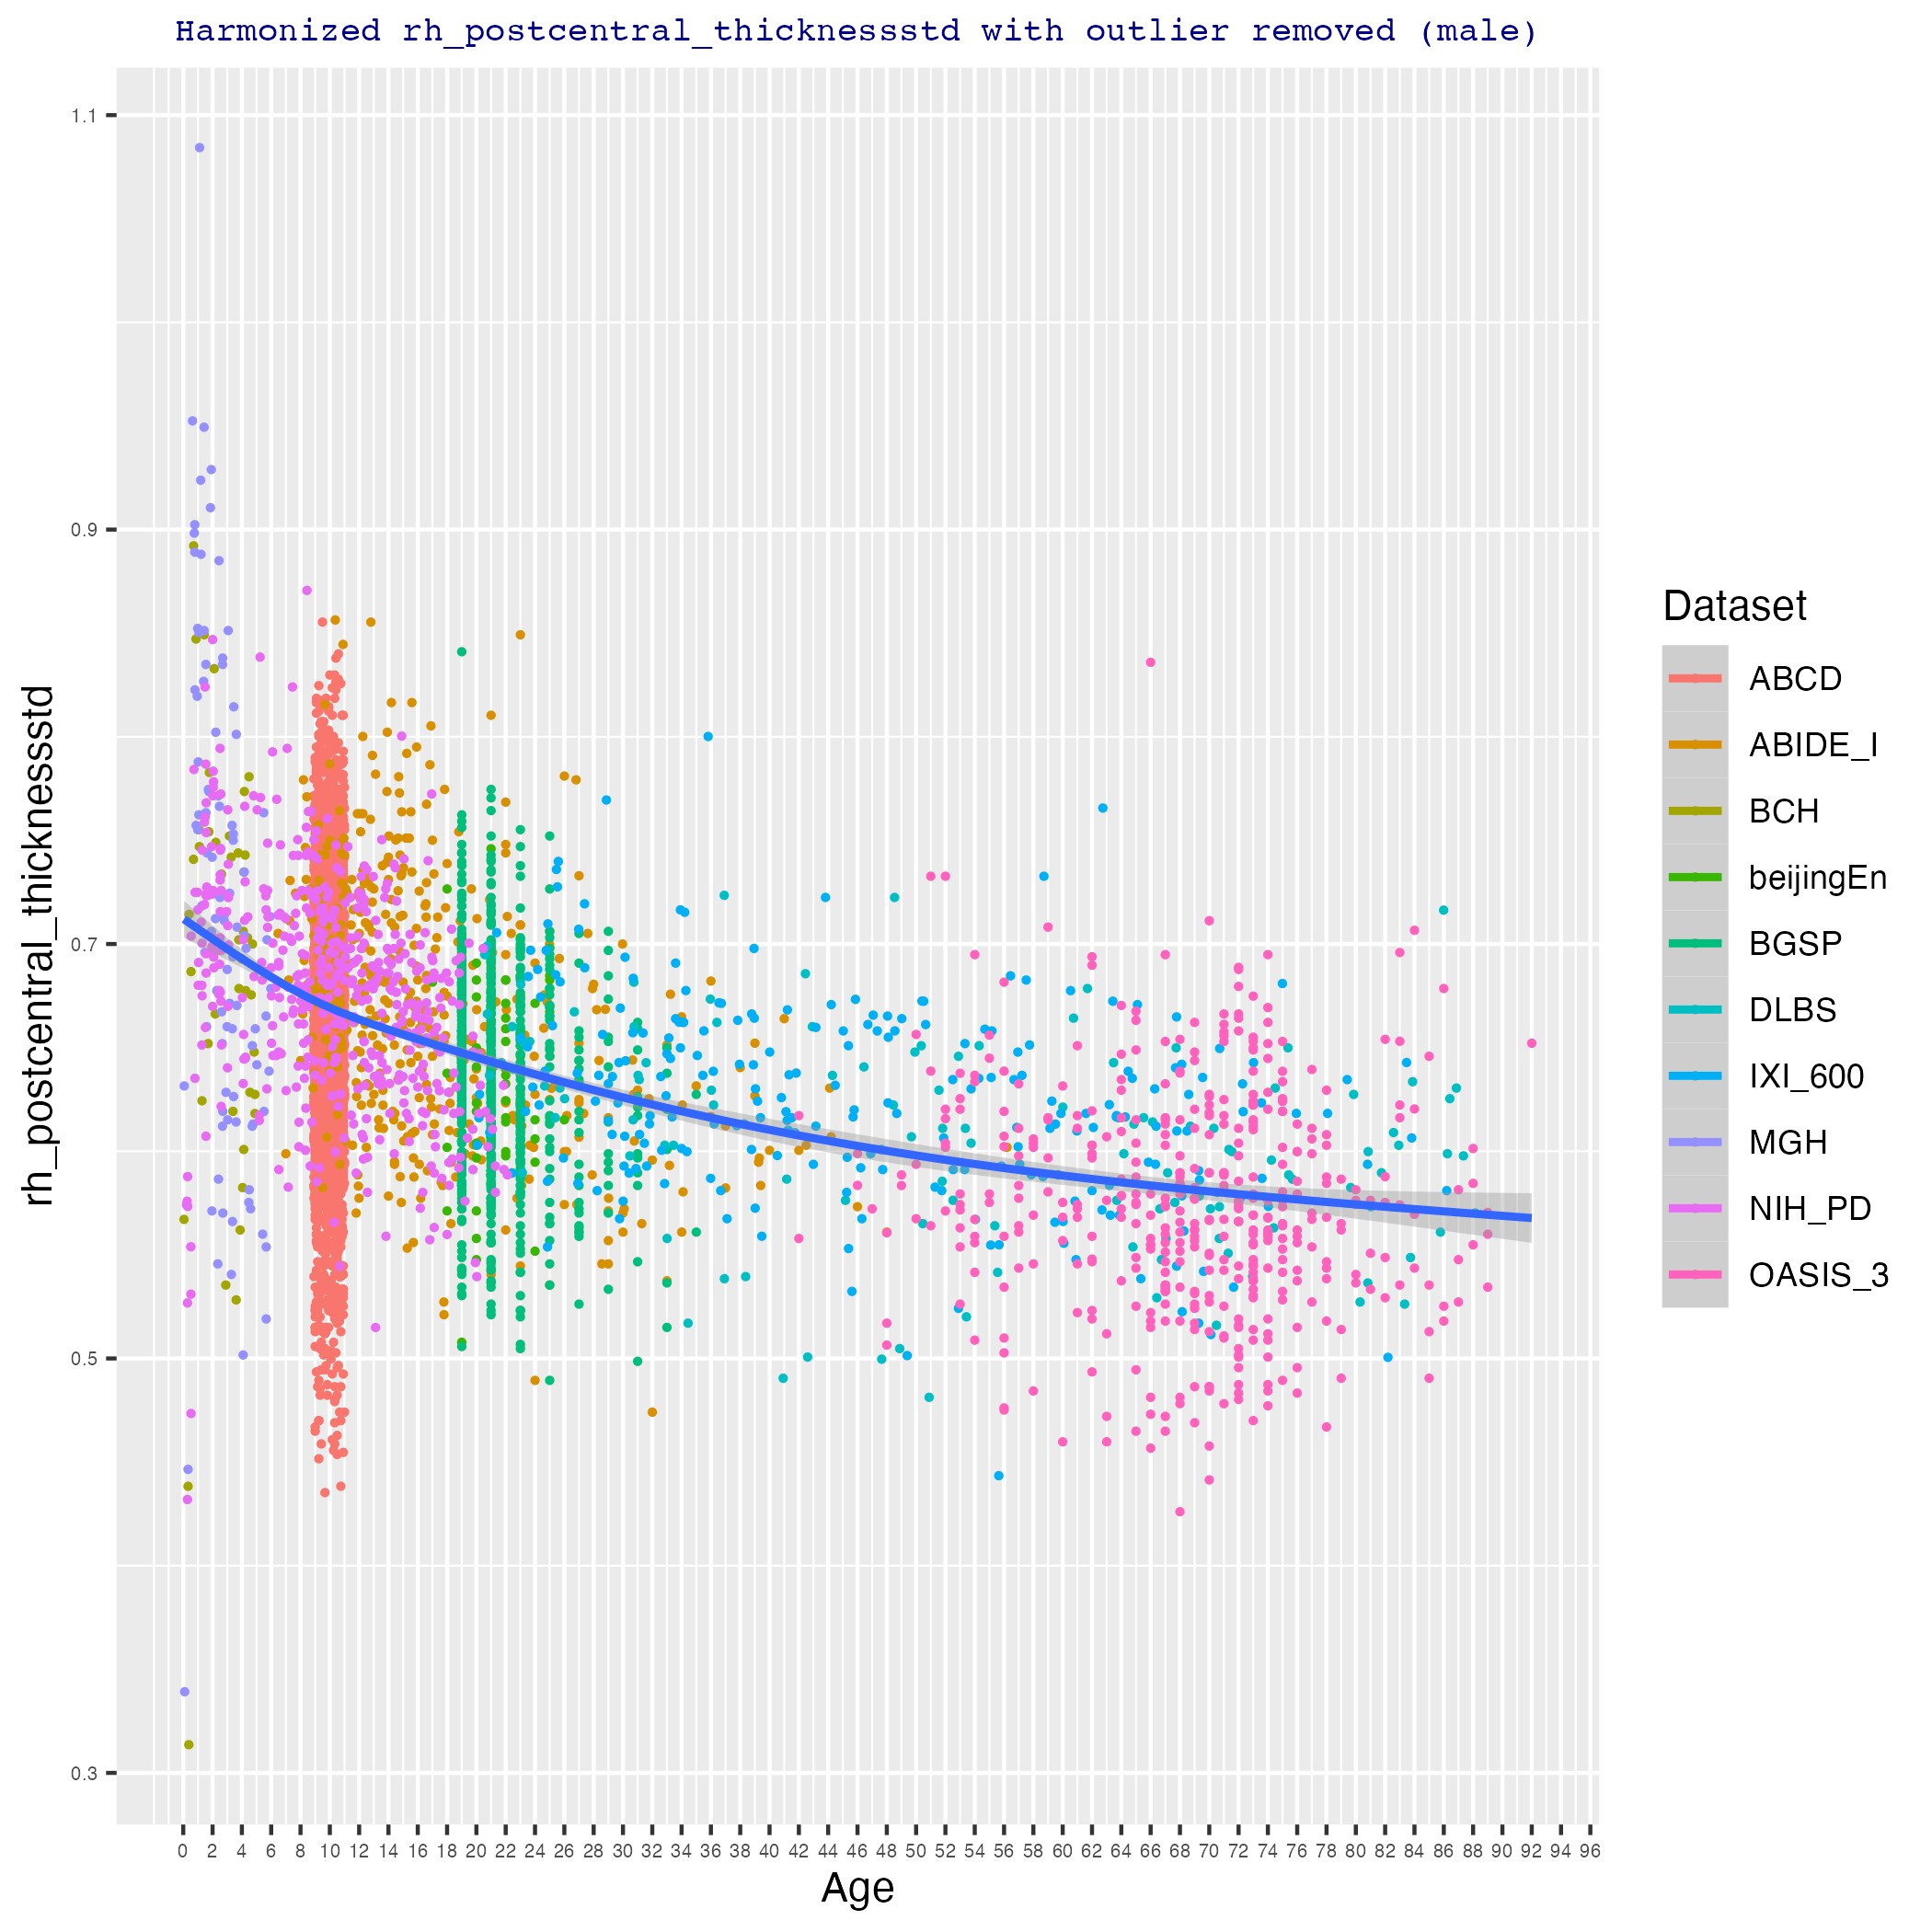 Harmonized rh_postcentral_thicknessstd with outlier removed (male)
rh_postcentral_thicknessstd
1.1
0.9
0.7
0.5
0.3
0 2 4 6 8 10 12 14 16 18 20 22 24 26 28 30 32 34 36 38 40 42 44 46 48 50 52 54 56 58 60 62 64 66 68 70 72 74 76 78 80 82 84 86 88 90 92 94 96
Age
Dataset
ABCD
ABIDE_I
BCH
beijingEn
BGSP
DLBS
IXI_600
MGH
NIH_PD
OASIS_3